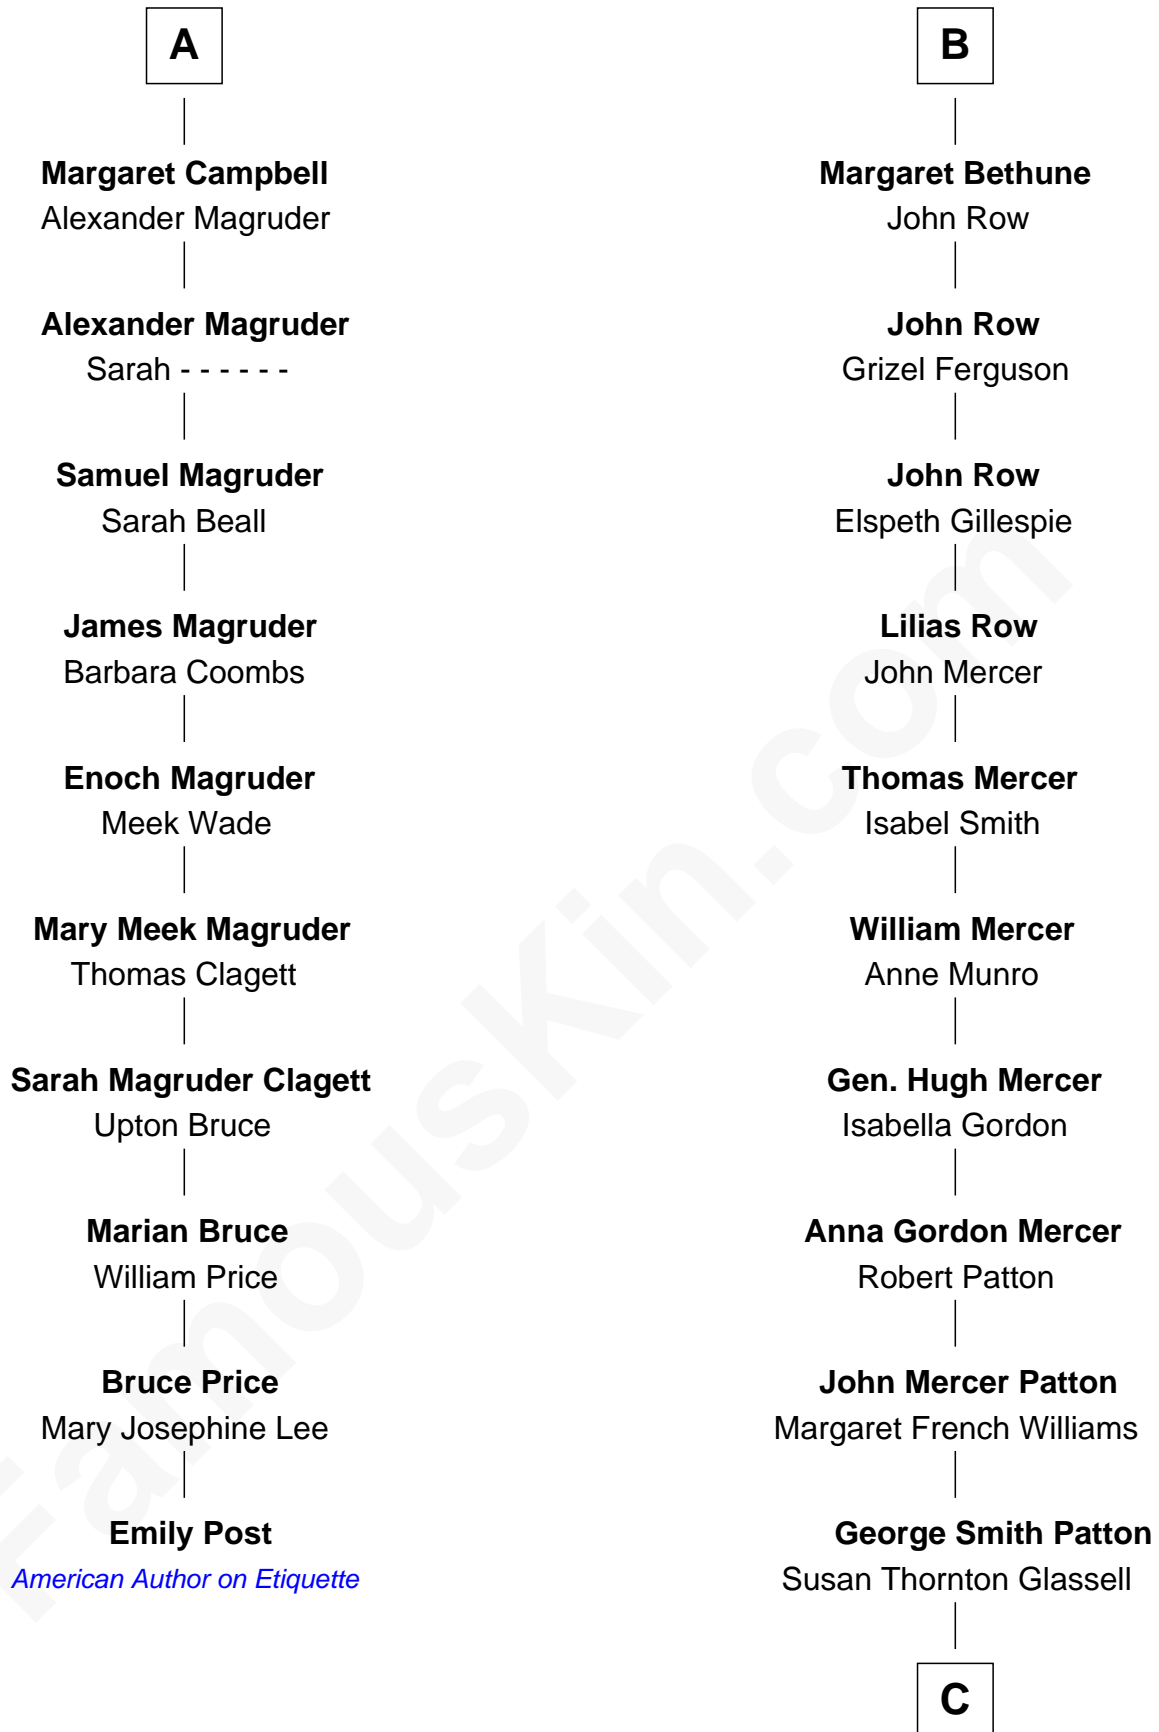 A
Margaret Campbell
Alexander Magruder
Alexander Magruder
Sarah - - - - - -
Samuel Magruder
Sarah Beall
James Magruder
Barbara Coombs
Enoch Magruder
Meek Wade
Mary Meek Magruder
Thomas Clagett
Sarah Magruder Clagett
Upton Bruce
Marian Bruce
William Price
Bruce Price
Mary Josephine Lee
Emily Post
American Author on Etiquette
B
Margaret Bethune
John Row
John Row
Grizel Ferguson
John Row
Elspeth Gillespie
Lilias Row
John Mercer
Thomas Mercer
Isabel Smith
William Mercer
Anne Munro
Gen. Hugh Mercer
Isabella Gordon
Anna Gordon Mercer
Robert Patton
John Mercer Patton
Margaret French Williams
George Smith Patton
Susan Thornton Glassell
C
FamousKin.com